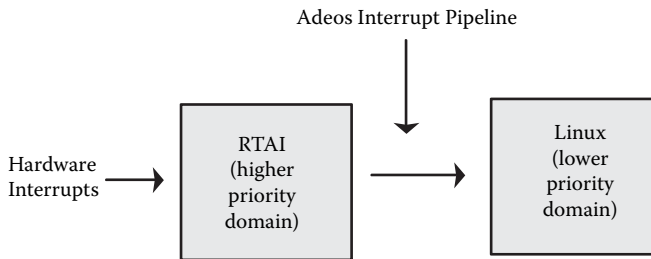 Adeos Interrupt Pipeline
Hardware
Interrupts
RTAI
(higher
priority
domain)
Linux
(lower
priority
domain)